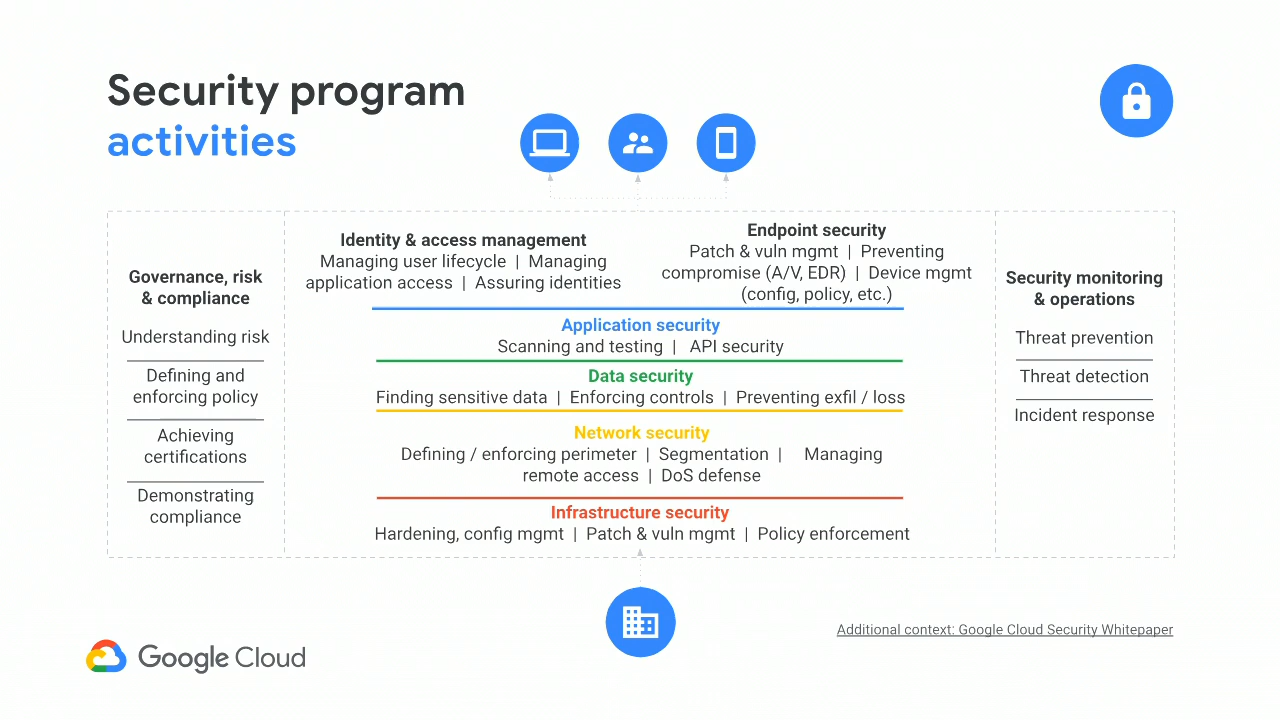 Security program
activities
Governance, risk
& compliance
Understanding risk
Defining and
enforcing policy
Achieving
certifications
Demonstrating
compliance
Identity & access management
Managing user lifecycle | Managing
application access | Assuring identities
Endpoint security
Patch & vuln mgmt | Preventing
compromise (A/V, EDR) | Device mgmt
(config, policy, etc.)
Application security
Scanning and testing | API security
Data security
Finding sensitive data | Enforcing controls | Preventing exfil / loss
Network security
Defining / enforcing perimeter | Segmentation | Managing
remote access | DoS defense
Infrastructure security
Hardening, config mgmt | Patch & vuln mgmt | Policy enforcement
Security monitoring
& operations
Threat prevention
Threat detection
Incident response
Additional context: Google Cloud Security Whitepaper
Google Cloud